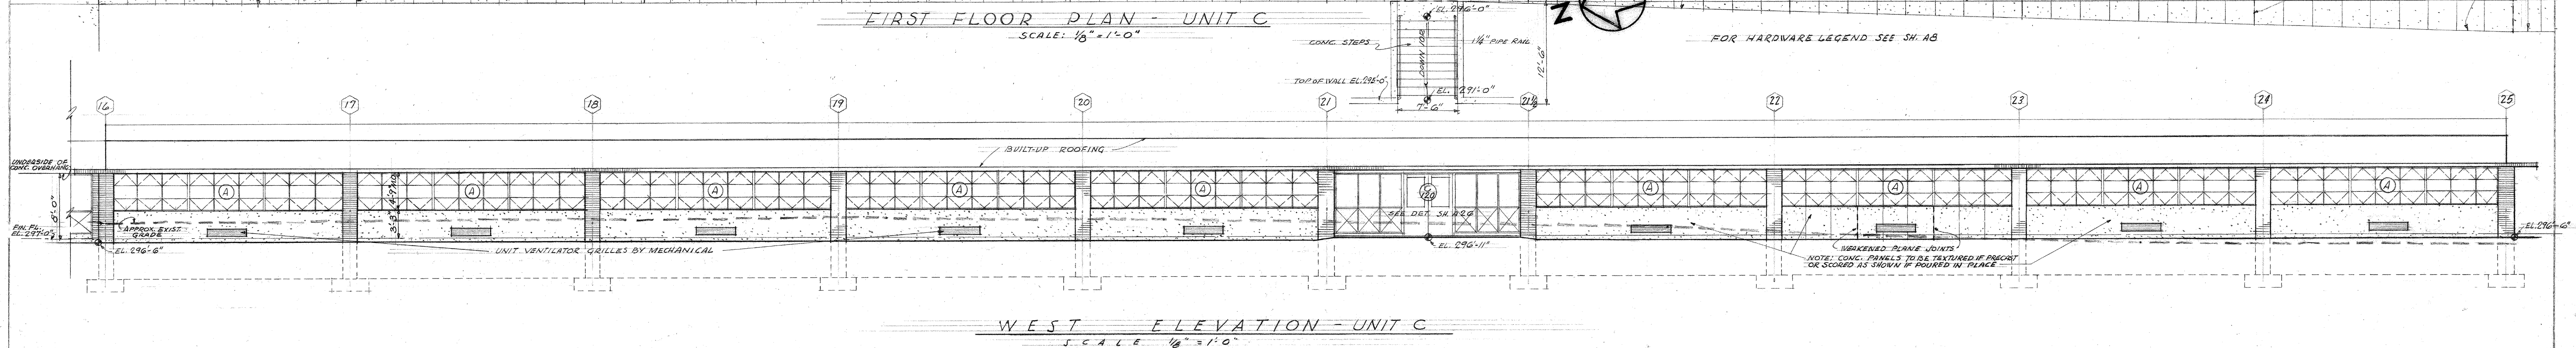 FIRST FLOOR PLAN - UNIT C
SCALE: 1/8" = 1'-0"
EL. 296'-0"
CONC. STEPS
DOWN 10R
1 1/4" PIPE RAIL
12'-6"
TOP OF WALL EL. 295'-0"
EL. 291'-0"
7'-6"
N
FOR HARDWARE LEGEND SEE SH. A8
16
17
18
19
20
21
21 1/2
22
23
24
25
BUILT-UP ROOFING
UNDERSIDE OF
CONC. OVERHANG
A
A
A
A
A
A
A
A
A
SEE DET. SH. A26
FIN. FL.
EL. 297'-0"
APPROX. EXIST.
GRADE
EL. 296'-6"
UNIT VENTILATOR GRILLES BY MECHANICAL
EL. 296'-11"
WEAKENED PLANE JOINTS
NOTE: CONC. PANELS TO BE TEXTURED IF PRECAST
OR SCORED AS SHOWN IF POURED IN PLACE
EL. 296'-6"
WEST ELEVATION - UNIT C
SCALE 1/8" = 1'-0"